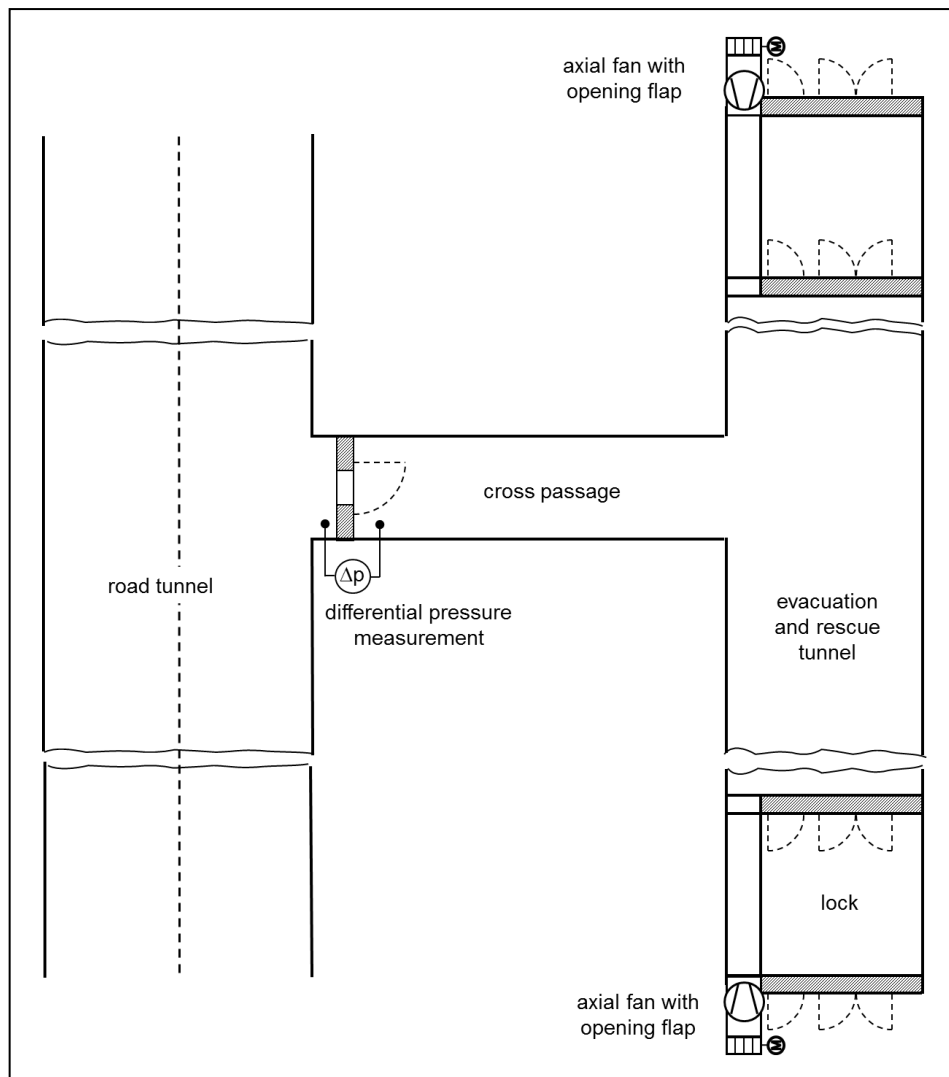 axial fan with
opening flap
M
cross passage
road tunnel
Δp
differential pressure
measurement
evacuation
and rescue
tunnel
lock
axial fan with
opening flap
M